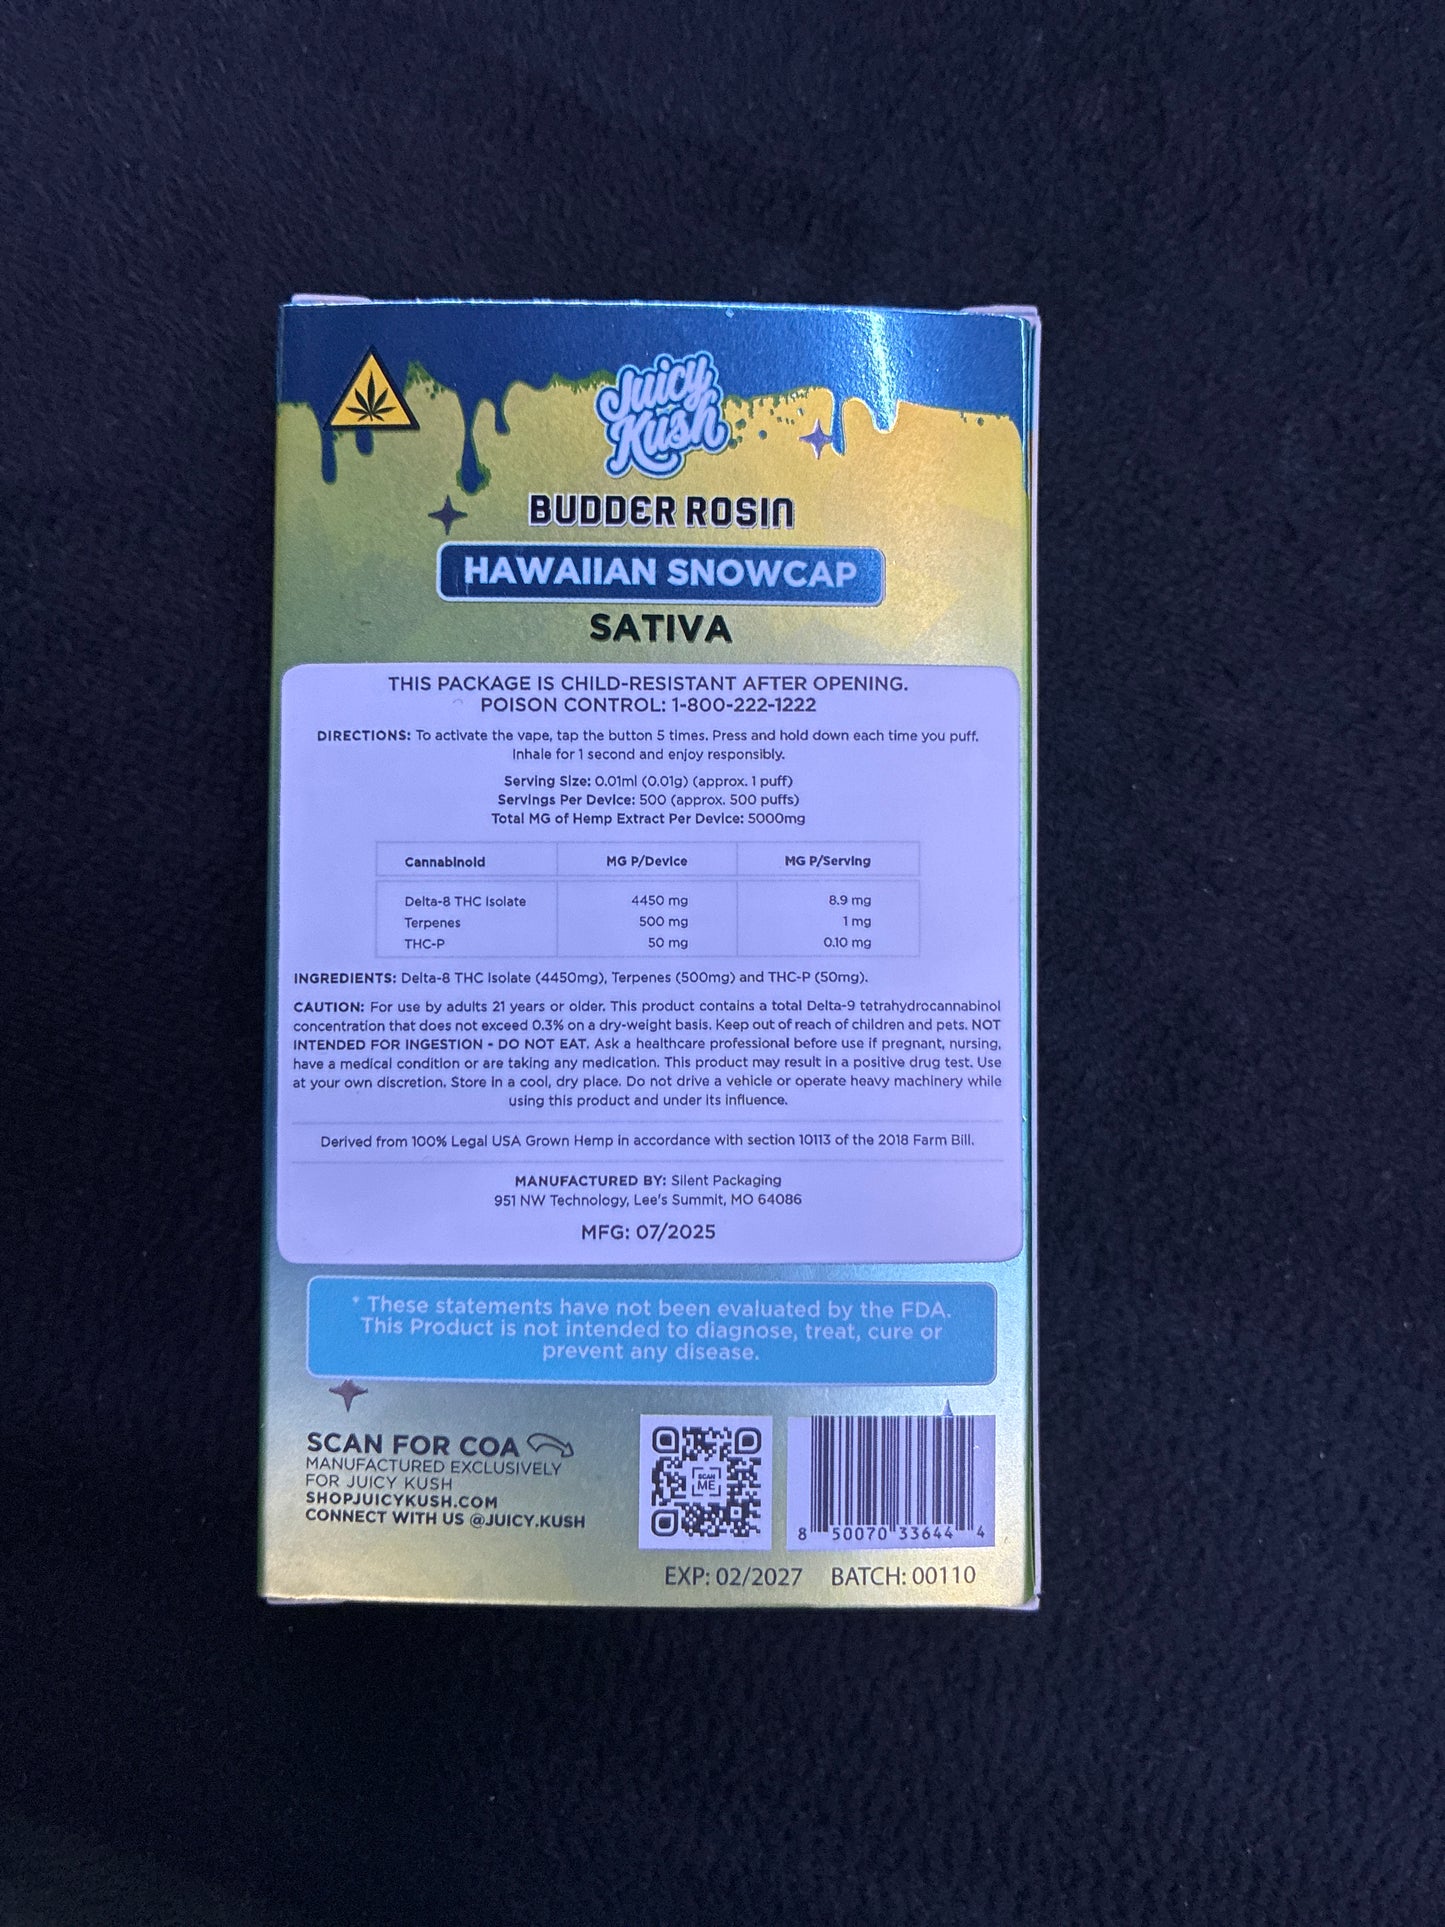 Juicy
Kush
BUDDER ROSIN
HAWAIIAN SNOWCAP
SATIVA
THIS PACKAGE IS CHILD-RESISTANT AFTER OPENING.
POISON CONTROL: 1-800-222-1222
DIRECTIONS: To activate the vape, tap the button 5 times. Press and hold down each time you puff.
Inhale for 1 second and enjoy responsibly.
Serving Size: 0.01ml (0.01g) (approx. 1 puff)
Servings Per Device: 500 (approx. 500 puffs)
Total MG of Hemp Extract Per Device: 5000mg
Cannabinoid MG P/Device MG P/Serving
Delta-8 THC Isolate 4450 mg 8.9 mg
Terpenes 500 mg 1 mg
THC-P 50 mg 0.10 mg
INGREDIENTS: Delta-8 THC Isolate (4450mg), Terpenes (500mg) and THC-P (50mg).
CAUTION: For use by adults 21 years or older. This product contains a total Delta-9 tetrahydrocannabinol
concentration that does not exceed 0.3% on a dry-weight basis. Keep out of reach of children and pets. NOT
INTENDED FOR INGESTION - DO NOT EAT. Ask a healthcare professional before use if pregnant, nursing,
have a medical condition or are taking any medication. This product may result in a positive drug test. Use
at your own discretion. Store in a cool, dry place. Do not drive a vehicle or operate heavy machinery while
using this product and under its influence.
Derived from 100% Legal USA Grown Hemp in accordance with section 10113 of the 2018 Farm Bill.
MANUFACTURED BY: Silent Packaging
951 NW Technology, Lee's Summit, MO 64086
MFG: 07/2025
* These statements have not been evaluated by the FDA.
This Product is not intended to diagnose, treat, cure or
prevent any disease.
SCAN FOR COA
MANUFACTURED EXCLUSIVELY
FOR JUICY KUSH
SHOPJUICYKUSH.COM
CONNECT WITH US @JUICY.KUSH
SCAN
ME
8 50070 33644 4
EXP: 02/2027 BATCH: 00110